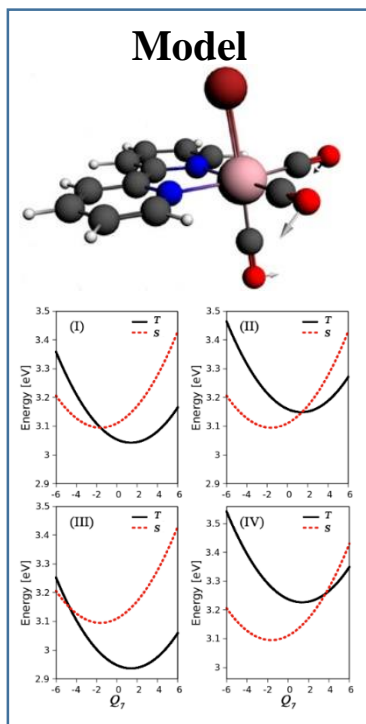 Model
(I) T S
(II) T S
Energy [eV]
3.5
3.4
3.3
3.2
3.1
3
2.9
-6 -4 -2 0 2 4 6
Energy [eV]
3.5
3.4
3.3
3.2
3.1
3
2.9
-6 -4 -2 0 2 4 6
(III) T S
(IV) T S
Energy [eV]
3.5
3.4
3.3
3.2
3.1
3
2.9
-6 -4 -2 0 2 4 6
Q7
Energy [eV]
3.5
3.4
3.3
3.2
3.1
3
-6 -4 -2 0 2 4 6
Q7